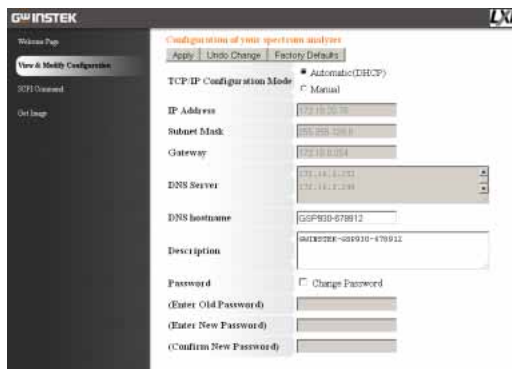 GWINSTEK
LXI
Welcome Page
View & Modify Configuration
SCPI Command
Get Image
Configuration of your spectrum analyzer
Apply Undo Change Factory Defaults
TCP/IP Configuration Mode
Automatic(DHCP)
Manual
IP Address
Subnet Mask
Gateway
DNS Server
DNS hostname
GSP930-678912
Description
GWINSTEK-GSP930-678912
Password
Change Password
(Enter Old Password)
(Enter New Password)
(Confirm New Password)